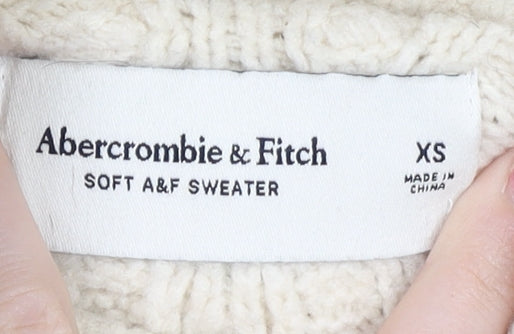 Abercrombie & Fitch
SOFT A&F SWEATER
XS
MADE IN
CHINA